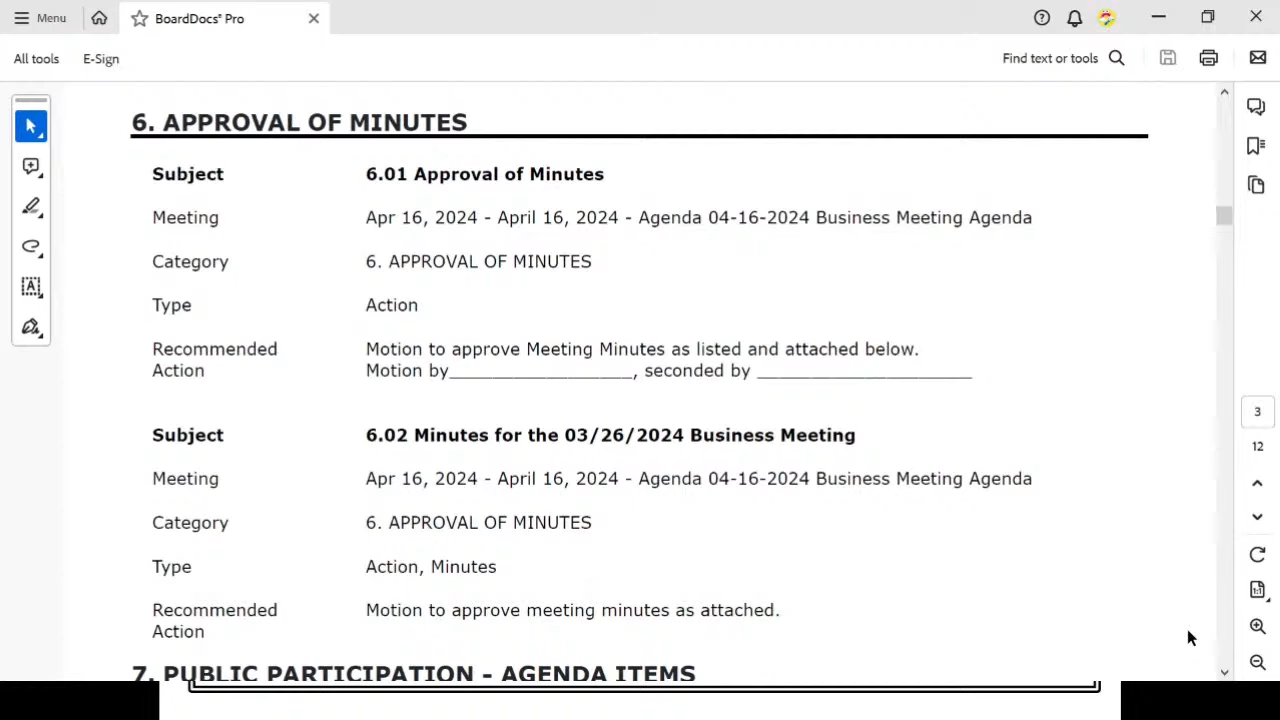 Menu
BoardDocs® Pro
All tools
E-Sign
Find text or tools
6. APPROVAL OF MINUTES
Subject 6.01 Approval of Minutes
Meeting Apr 16, 2024 - April 16, 2024 - Agenda 04-16-2024 Business Meeting Agenda
Category 6. APPROVAL OF MINUTES
Type Action
Recommended Motion to approve Meeting Minutes as listed and attached below.
Action Motion by__________________, seconded by _____________________
Subject 6.02 Minutes for the 03/26/2024 Business Meeting
Meeting Apr 16, 2024 - April 16, 2024 - Agenda 04-16-2024 Business Meeting Agenda
Category 6. APPROVAL OF MINUTES
Type Action, Minutes
Recommended Motion to approve meeting minutes as attached.
Action
7. PUBLIC PARTICIPATION - AGENDA ITEMS
3
12
1:1